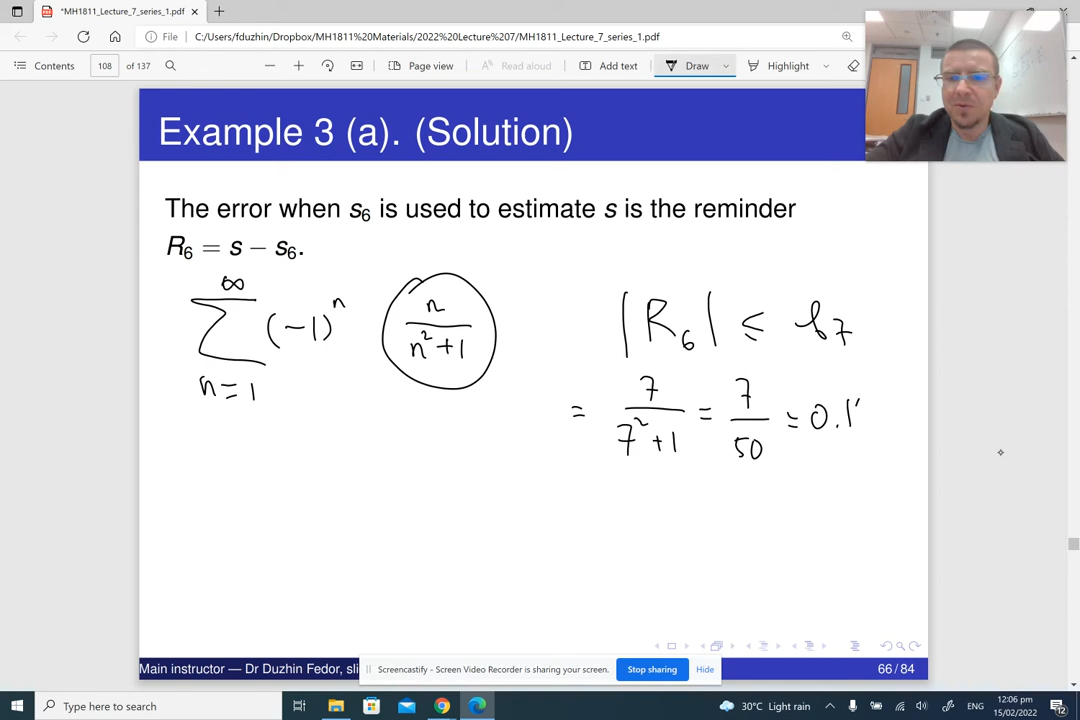 *MH1811_Lecture_7_series_1.pdf
File C:/Users/fduzhin/Dropbox/MH1811%20Materials/2022%20Lecture%207/MH1811_Lecture_7_series_1.pdf
Contents 108 of 137 Page view Read aloud Add text Draw Highlight
Example 3 (a). (Solution)
The error when s₆ is used to estimate s is the reminder
R₆ = s − s₆.
∞
∑ (−1)ⁿ n/(n²+1)
n=1
|R₆| ≤ b₇
= 7/(7²+1) = 7/50 = 0.1
Main instructor — Dr Duzhin Fedor, sli
Screencastify - Screen Video Recorder is sharing your screen. Stop sharing Hide
66 / 84
Type here to search
30°C Light rain
ENG
12:06 pm
15/02/2022
12